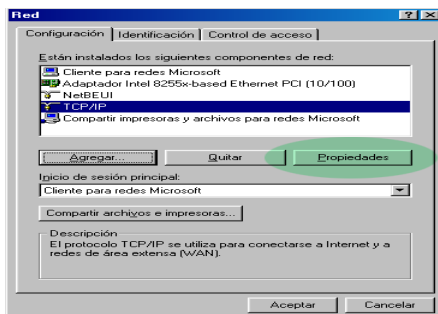 Red
Configuración Identificación Control de acceso
Están instalados los siguientes componentes de red:
Cliente para redes Microsoft
Adaptador Intel 8255x-based Ethernet PCI (10/100)
NetBEUI
TCP/IP
Compartir impresoras y archivos para redes Microsoft
Agregar... Quitar Propiedades
Inicio de sesión principal:
Cliente para redes Microsoft
Compartir archivos e impresoras...
Descripción
El protocolo TCP/IP se utiliza para conectarse a Internet y a
redes de área extensa (WAN).
Aceptar Cancelar